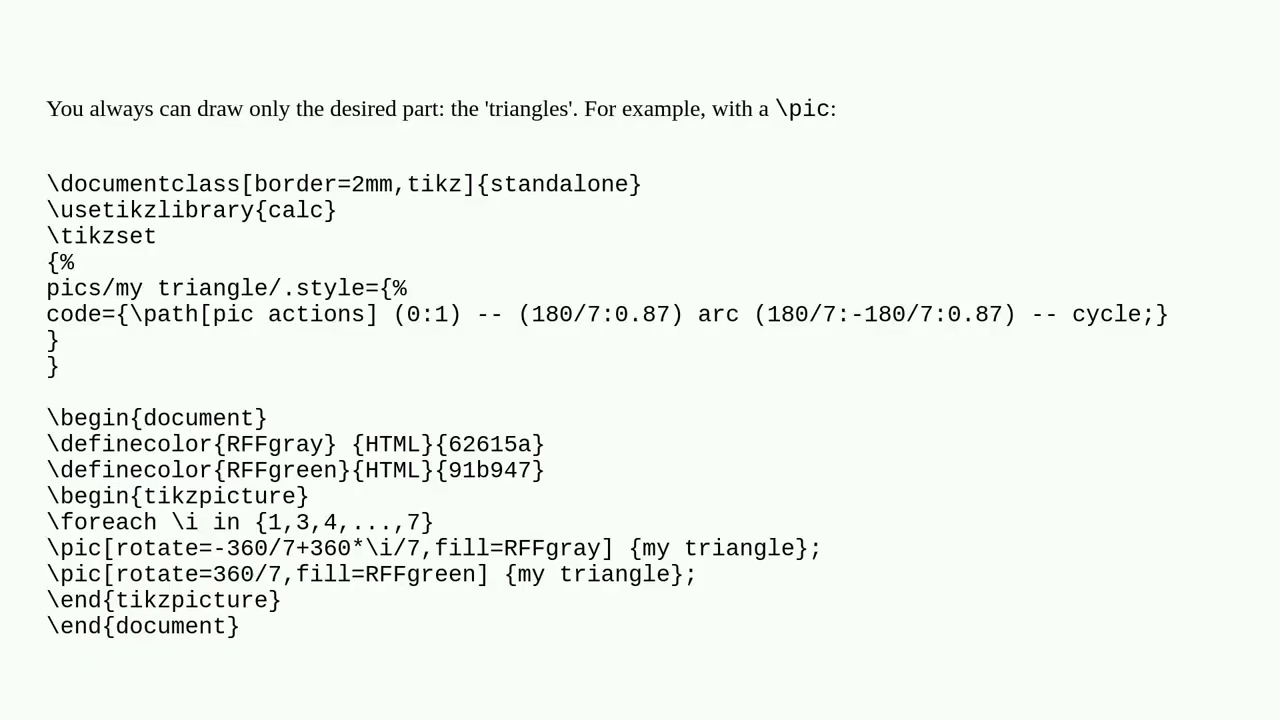 You always can draw only the desired part: the 'triangles'. For example, with a \pic:
\documentclass[border=2mm,tikz]{standalone}
\usetikzlibrary{calc}
\tikzset
{%
pics/my triangle/.style={%
code={\path[pic actions] (0:1) -- (180/7:0.87) arc (180/7:-180/7:0.87) -- cycle;}
}
}
\begin{document}
\definecolor{RFFgray} {HTML}{62615a}
\definecolor{RFFgreen}{HTML}{91b947}
\begin{tikzpicture}
\foreach \i in {1,3,4,...,7}
\pic[rotate=-360/7+360*\i/7,fill=RFFgray] {my triangle};
\pic[rotate=360/7,fill=RFFgreen] {my triangle};
\end{tikzpicture}
\end{document}